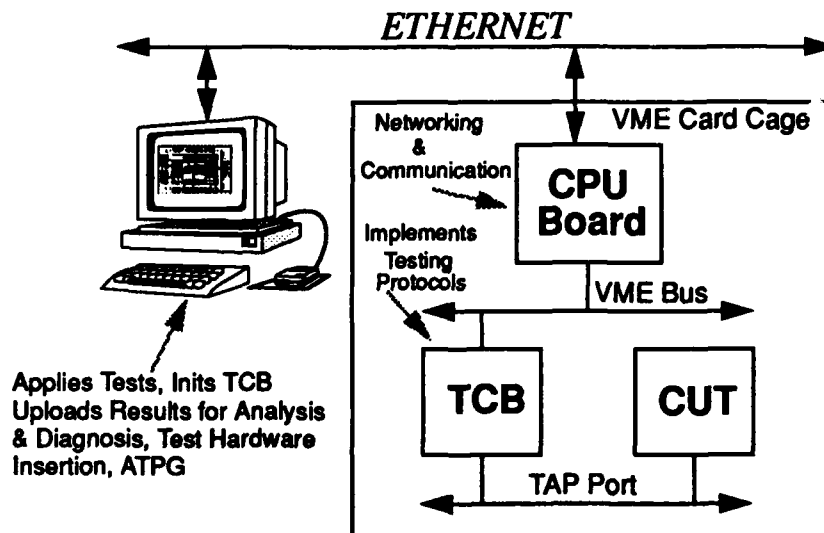 ETHERNET
VME Card Cage
Networking
&
Communication
CPU
Board
Implements
Testing
Protocols
VME Bus
TCB
CUT
Applies Tests, Inits TCB
Uploads Results for Analysis
& Diagnosis, Test Hardware
Insertion, ATPG
TAP Port